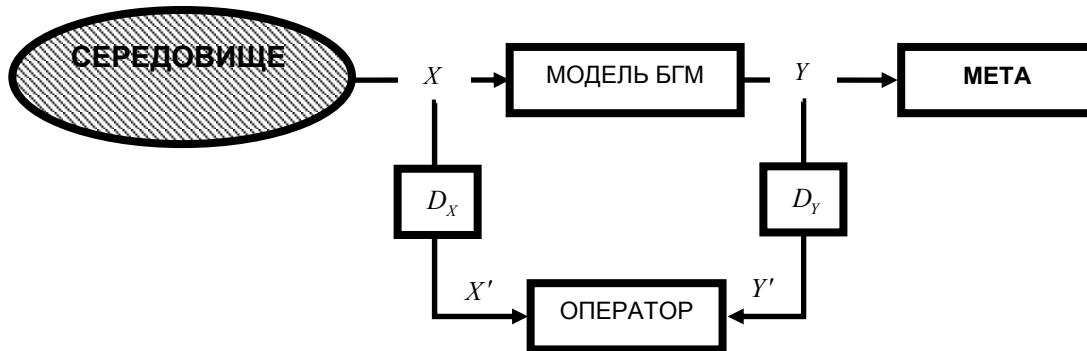 СЕРЕДОВИЩЕ
X
МОДЕЛЬ БГМ
Y
МЕТА
D_X
D_Y
X'
Y'
ОПЕРАТОР